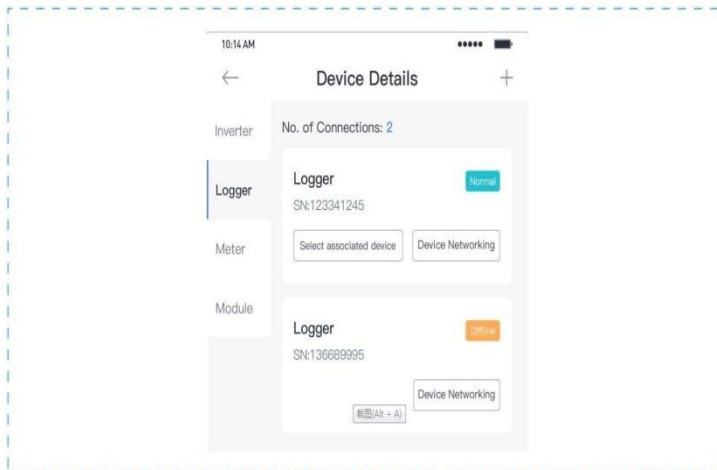 10:14 AM
Device Details
Inverter
No. of Connections: 2
Logger
Logger
Normal
SN:123341245
Select associated device
Device Networking
Meter
Module
Logger
Offline
SN:136689995
Device Networking
截图(Alt + A)